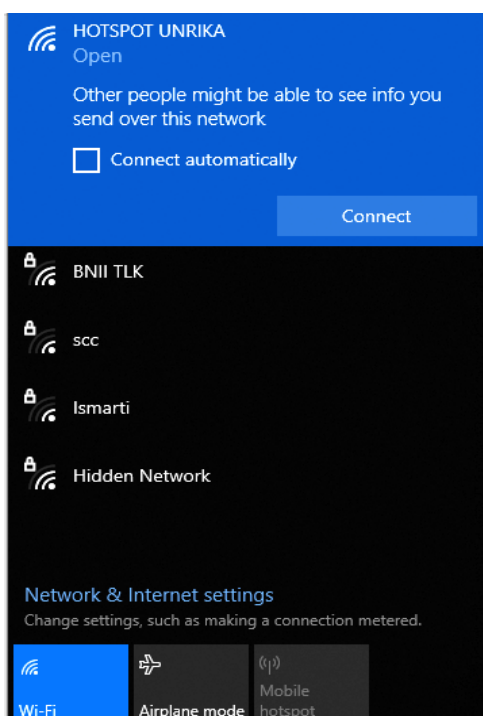 HOTSPOT UNRIKA
Open
Other people might be able to see info you
send over this network
Connect automatically
Connect
BNII TLK
scc
Ismarti
Hidden Network
Network & Internet settings
Change settings, such as making a connection metered.
Wi-Fi
Airplane mode
Mobile
hotspot